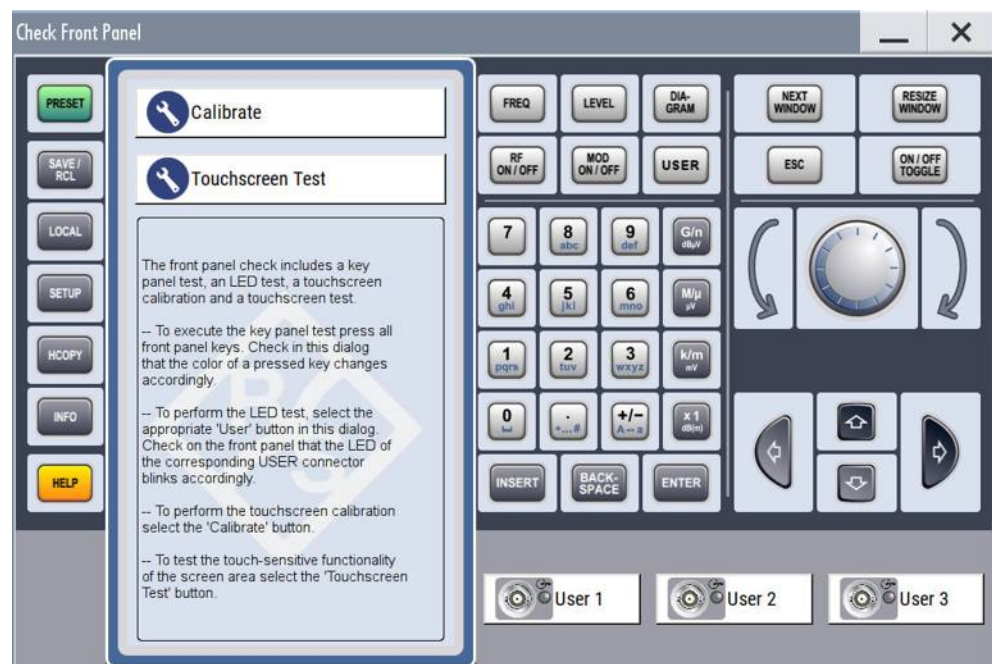 Check Front Panel
PRESET
SAVE /
RCL
LOCAL
SETUP
HCOPY
INFO
HELP
Calibrate
Touchscreen Test
The front panel check includes a key
panel test, an LED test, a touchscreen
calibration and a touchscreen test.
-- To execute the key panel test press all
front panel keys. Check in this dialog
that the color of a pressed key changes
accordingly.
-- To perform the LED test, select the
appropriate 'User' button in this dialog.
Check on the front panel that the LED of
the corresponding USER connector
blinks accordingly.
-- To perform the touchscreen calibration
select the 'Calibrate' button.
-- To test the touch-sensitive functionality
of the screen area select the 'Touchscreen
Test' button.
FREQ
LEVEL
DIA-
GRAM
RF
ON / OFF
MOD
ON / OFF
USER
7
8
abc
9
def
G/n
dBµV
4
ghi
5
jkl
6
mno
M/µ
µV
1
pqrs
2
tuv
3
wxyz
k/m
mV
0
.
*...#
+/-
A↔a
x 1
dB(m)
INSERT
BACK-
SPACE
ENTER
NEXT
WINDOW
RESIZE
WINDOW
ESC
ON / OFF
TOGGLE
User 1
User 2
User 3